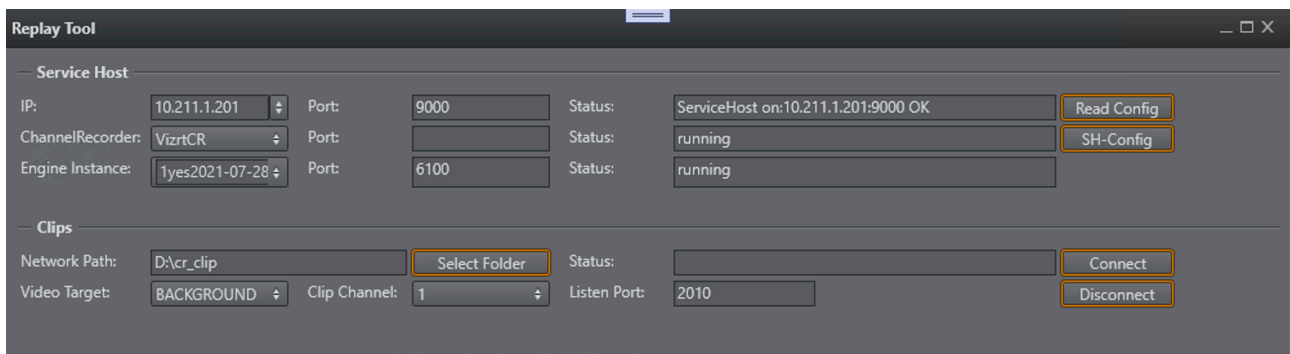 Replay Tool
Service Host
IP: 10.211.1.201 Port: 9000 Status: ServiceHost on:10.211.1.201:9000 OK Read Config
ChannelRecorder: VizrtCR Port: Status: running SH-Config
Engine Instance: 1yes2021-07-28 Port: 6100 Status: running
Clips
Network Path: D:\cr_clip Select Folder Status: Connect
Video Target: BACKGROUND Clip Channel: 1 Listen Port: 2010 Disconnect